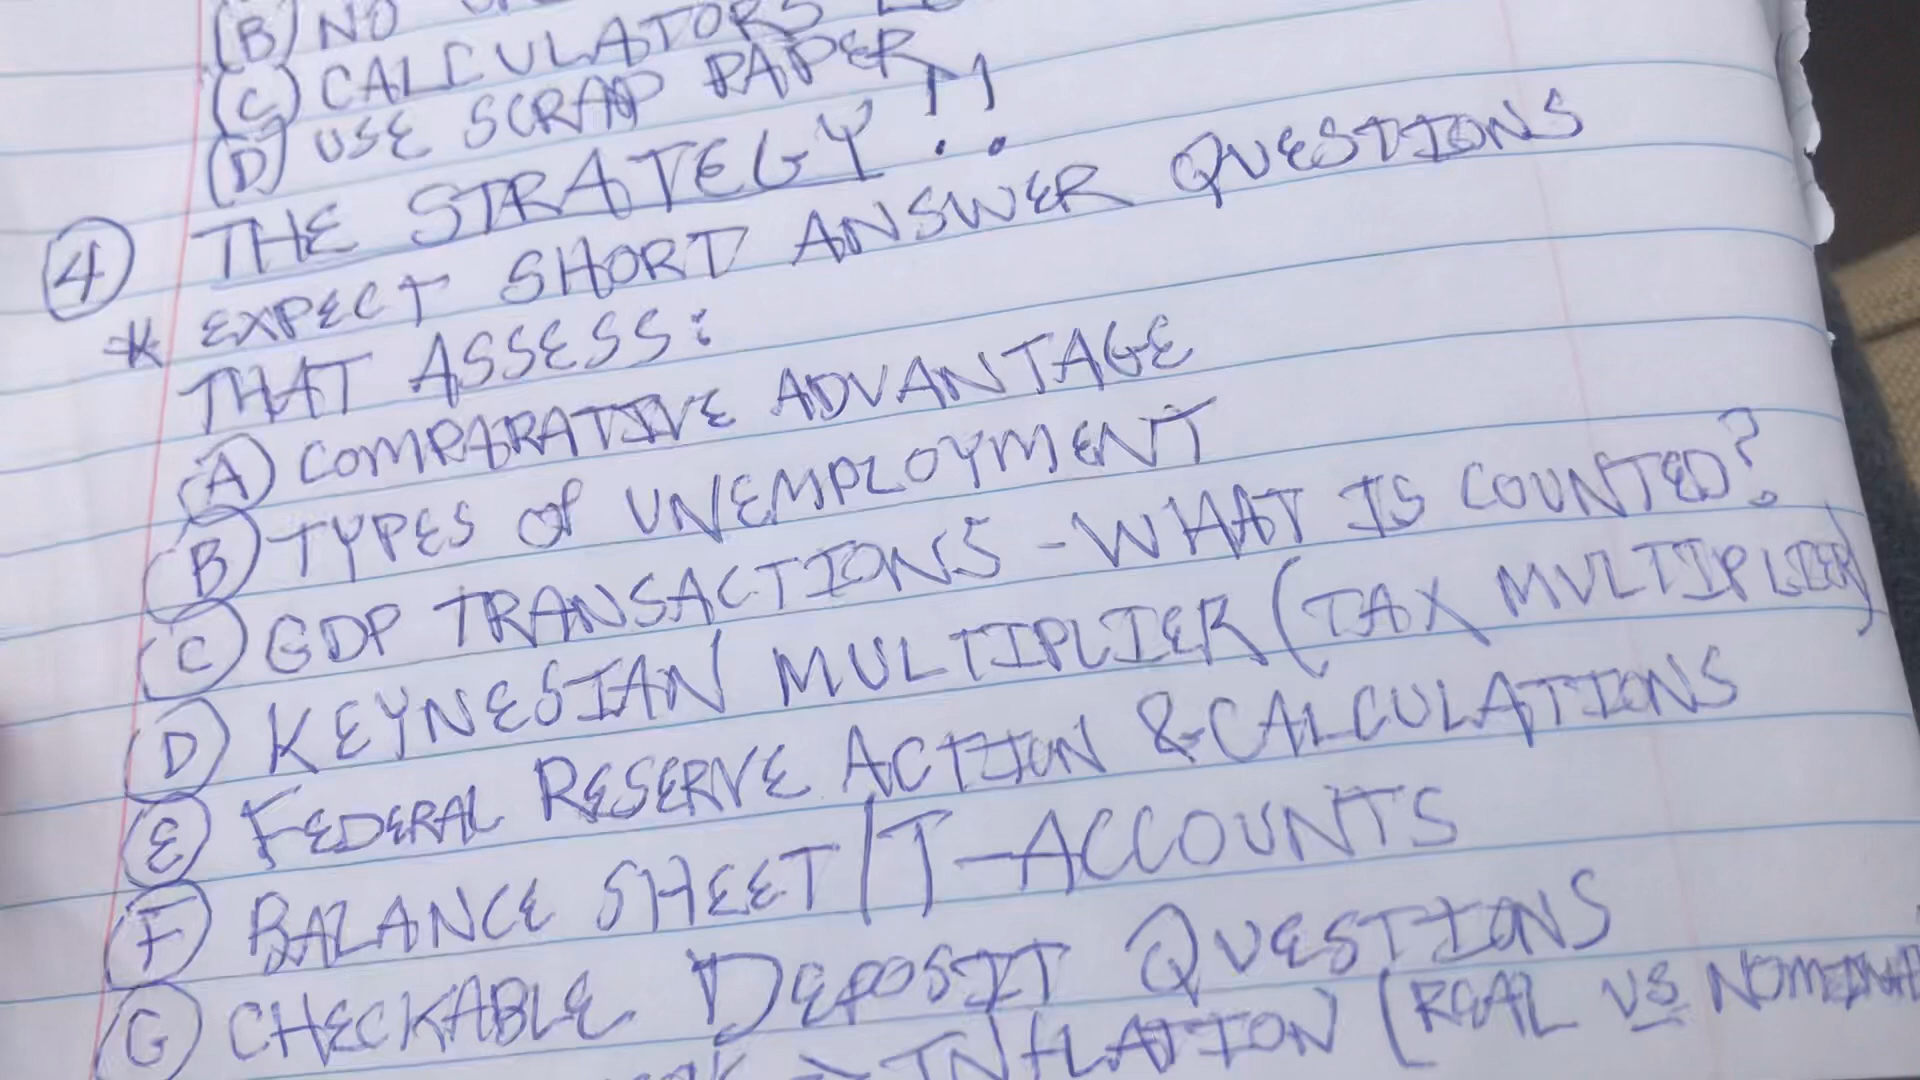 (B) NO
(C) CALCULATORS
(D) USE SCRAP PAPER
(4) THE STRATEGY!!
* EXPECT SHORT ANSWER QUESTIONS
THAT ASSESS:
(A) COMPARATIVE ADVANTAGE
(B) TYPES OF UNEMPLOYMENT
(C) GDP TRANSACTIONS - WHAT IS COUNTED?
(D) KEYNESIAN MULTIPLIER (TAX MULTIPLIER)
(E) FEDERAL RESERVE ACTION & CALCULATIONS
(F) BALANCE SHEET/T-ACCOUNTS
(G) CHECKABLE DEPOSIT QUESTIONS
INFLATION (REAL VS NOMINA